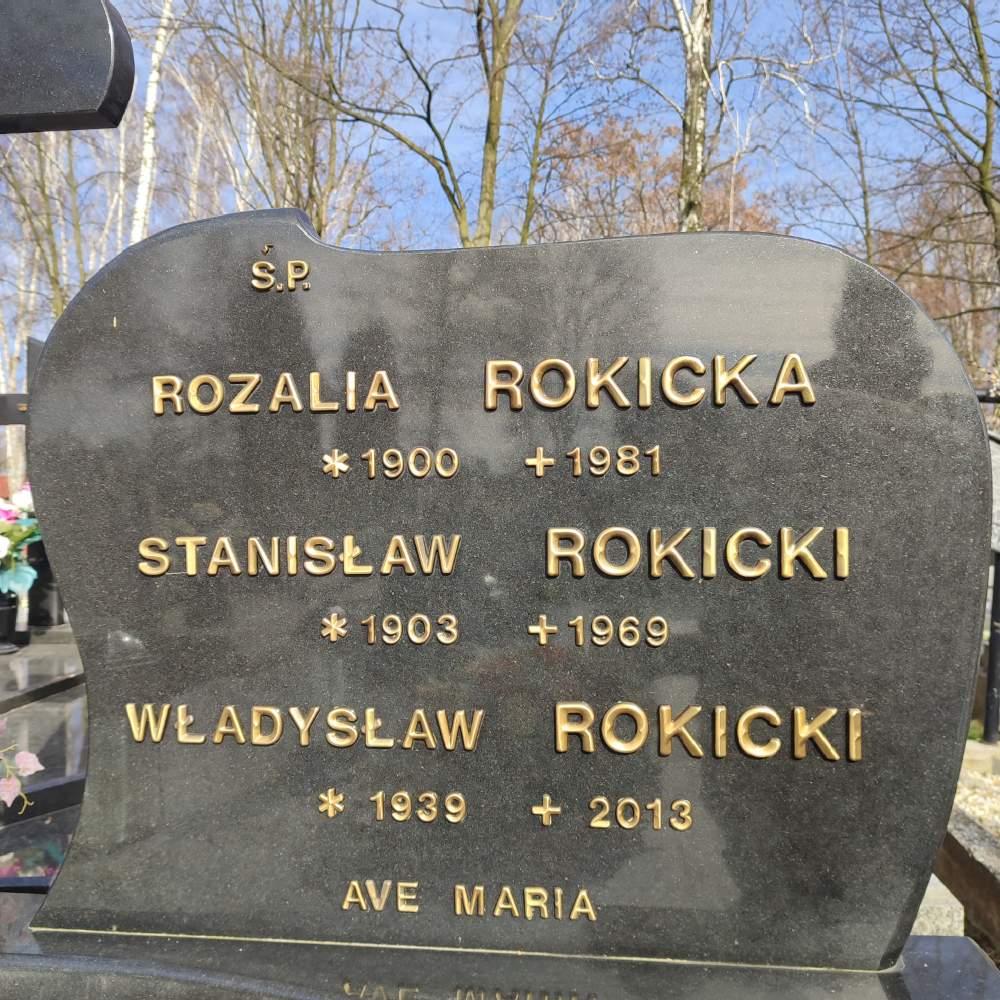 Ś.P.
ROZALIA ROKICKA
* 1900 + 1981
STANISŁAW ROKICKI
* 1903 + 1969
WŁADYSŁAW ROKICKI
* 1939 + 2013
AVE MARIA